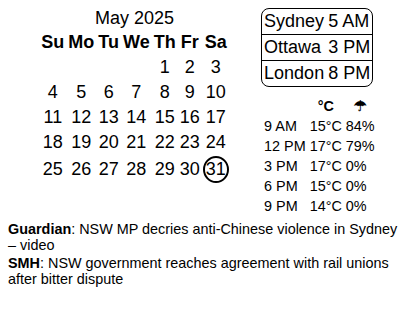 May 2025
Su Mo Tu We Th Fr Sa
1 2 3
4 5 6 7 8 9 10
11 12 13 14 15 16 17
18 19 20 21 22 23 24
25 26 27 28 29 30 31
Sydney 5 AM
Ottawa 3 PM
London 8 PM
°C ☂
9 AM 15°C 84%
12 PM 17°C 79%
3 PM 17°C 0%
6 PM 15°C 0%
9 PM 14°C 0%
Guardian: NSW MP decries anti-Chinese violence in Sydney
– video
SMH: NSW government reaches agreement with rail unions
after bitter dispute